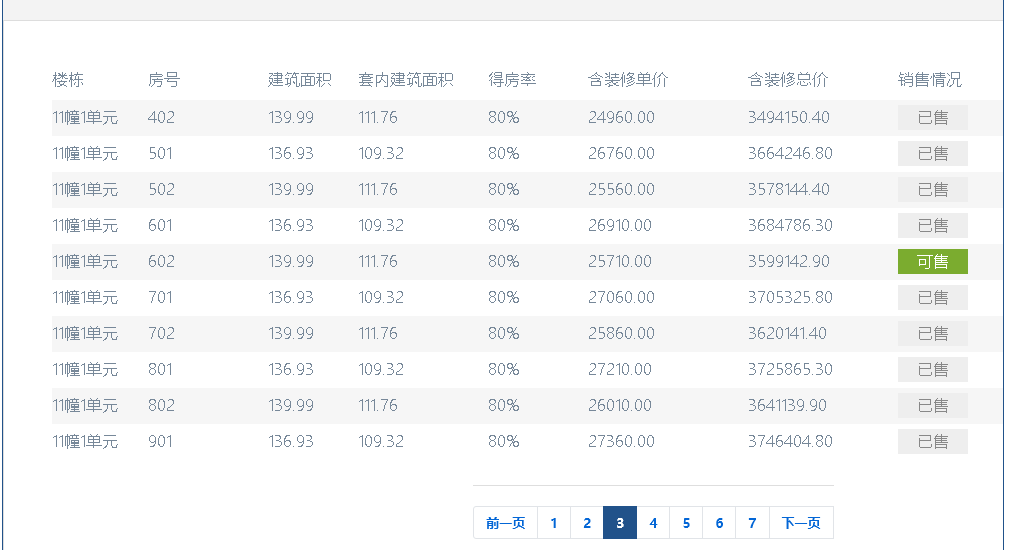 楼栋 房号 建筑面积 套内建筑面积 得房率 含装修单价 含装修总价 销售情况
11幢1单元 402 139.99 111.76 80% 24960.00 3494150.40 已售
11幢1单元 501 136.93 109.32 80% 26760.00 3664246.80 已售
11幢1单元 502 139.99 111.76 80% 25560.00 3578144.40 已售
11幢1单元 601 136.93 109.32 80% 26910.00 3684786.30 已售
11幢1单元 602 139.99 111.76 80% 25710.00 3599142.90 可售
11幢1单元 701 136.93 109.32 80% 27060.00 3705325.80 已售
11幢1单元 702 139.99 111.76 80% 25860.00 3620141.40 已售
11幢1单元 801 136.93 109.32 80% 27210.00 3725865.30 已售
11幢1单元 802 139.99 111.76 80% 26010.00 3641139.90 已售
11幢1单元 901 136.93 109.32 80% 27360.00 3746404.80 已售
前一页 1 2 3 4 5 6 7 下一页